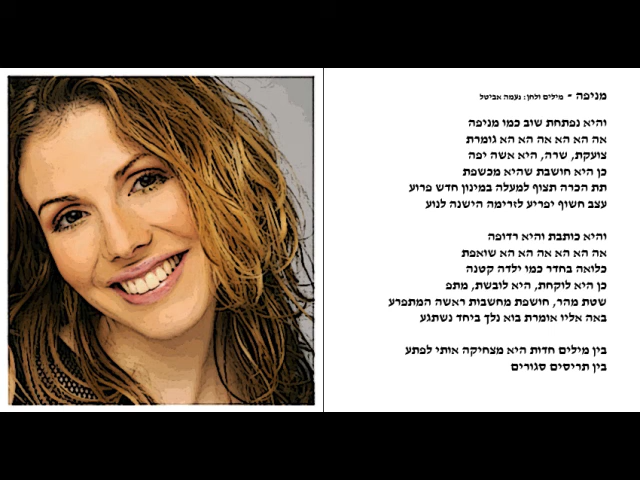 מניפה - מילים ולחן: נעמה אביטל
והיא נפתחת שוב כמו מניפה
אה הא הא אה הא הא גומרת
צועקת, שרה, היא אשה יפה
כן היא חושבת שהיא מכשפת
תת הכרה תצוף למעלה במינון חדש פרוע
עצב חשוף יפריע לזרימה הישנה לנוע
והיא כותבת והיא רדופה
אה הא הא אה הא הא שואפת
כלואה בחדר כמו ילדה קטנה
כן היא לוקחת, היא לובשת, מתפ
שטת מהר, חושפת מחשבות ראשה המתפרע
באה אליו אומרת בוא נלך ביחד נשתגע
בין מילים חדות היא מצחיקה אותי לפתע
בין תריסים סגורים